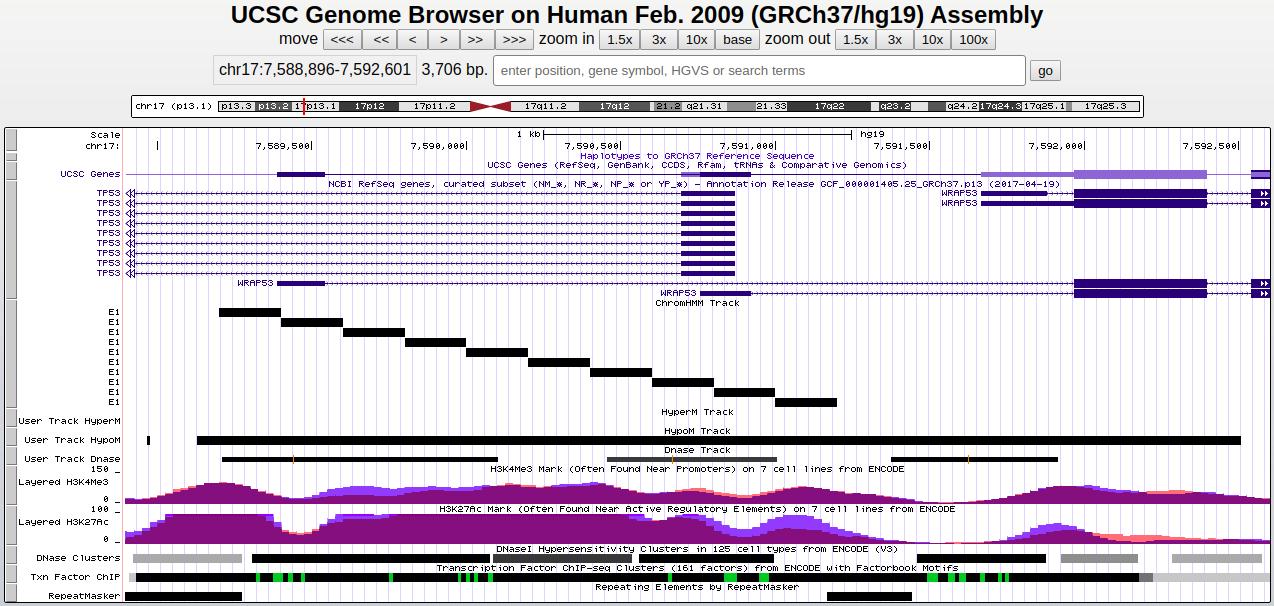 UCSC Genome Browser on Human Feb. 2009 (GRCh37/hg19) Assembly
move <<< << < > >> >>> zoom in 1.5x 3x 10x base zoom out 1.5x 3x 10x 100x
chr17:7,588,896-7,592,601 3,706 bp. enter position, gene symbol, HGVS or search terms go
chr17 (p13.1) p13.3 p13.2 17p13.1 17p12 17p11.2 17q11.2 17q12 21.2 q21.31 21.33 17q22 q23.2 q24.2 17q24.3 17q25.1 17q25.3
Scale 1 kb hg19
chr17: 7,589,500 7,590,000 7,590,500 7,591,000 7,591,500 7,592,000 7,592,500
Haplotypes to GRCh37 Reference Sequence
UCSC Genes (RefSeq, GenBank, CCDS, Rfam, tRNAs & Comparative Genomics)
UCSC Genes
NCBI RefSeq genes, curated subset (NM_*, NR_*, NP_* or YP_*) - Annotation Release GCF_000001405.25_GRCh37.p13 (2017-04-19)
TP53 WRAP53
TP53 WRAP53
TP53
TP53
TP53
TP53
TP53
TP53
TP53
WRAP53
WRAP53
ChromHMM Track
E1
E1
E1
E1
E1
E1
E1
E1
E1
E1
HyperM Track
User Track HyperM
HypoM Track
User Track HypoM
Dnase Track
User Track Dnase
H3K4Me3 Mark (Often Found Near Promoters) on 7 cell lines from ENCODE
150 _
Layered H3K4Me3
0 _
H3K27Ac Mark (Often Found Near Active Regulatory Elements) on 7 cell lines from ENCODE
100 _
Layered H3K27Ac
0 _
DNaseI Hypersensitivity Clusters in 125 cell types from ENCODE (V3)
DNase Clusters
Transcription Factor ChIP-seq Clusters (161 factors) from ENCODE with Factorbook Motifs
Txn Factor ChIP
Repeating Elements by RepeatMasker
RepeatMasker